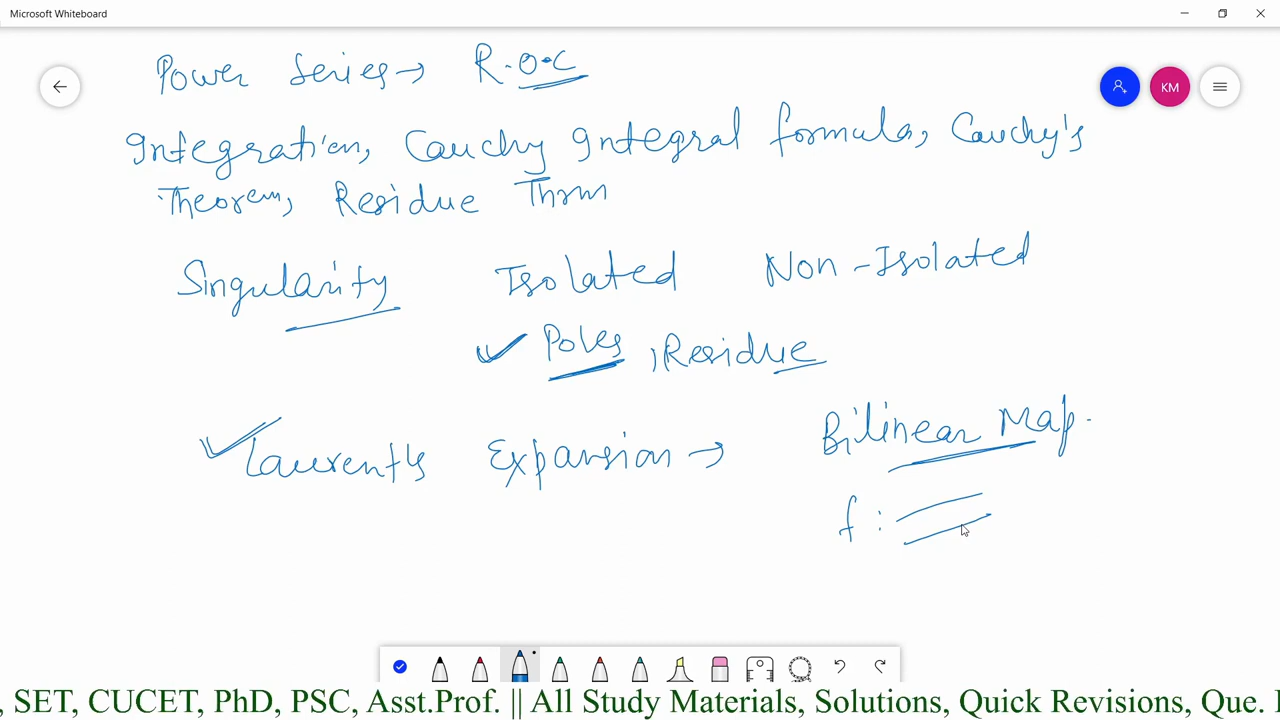 Microsoft Whiteboard
Power Series → R.O.C
KM
Integration, Cauchy Integral formula, Cauchy's
Theorem, Residue Thrm
Singularity Isolated Non-Isolated
Poles, Residue
Laurent's Expansion → Bilinear Map.
f :
, SET, CUCET, PhD, PSC, Asst.Prof. || All Study Materials, Solutions, Quick Revisions, Que.